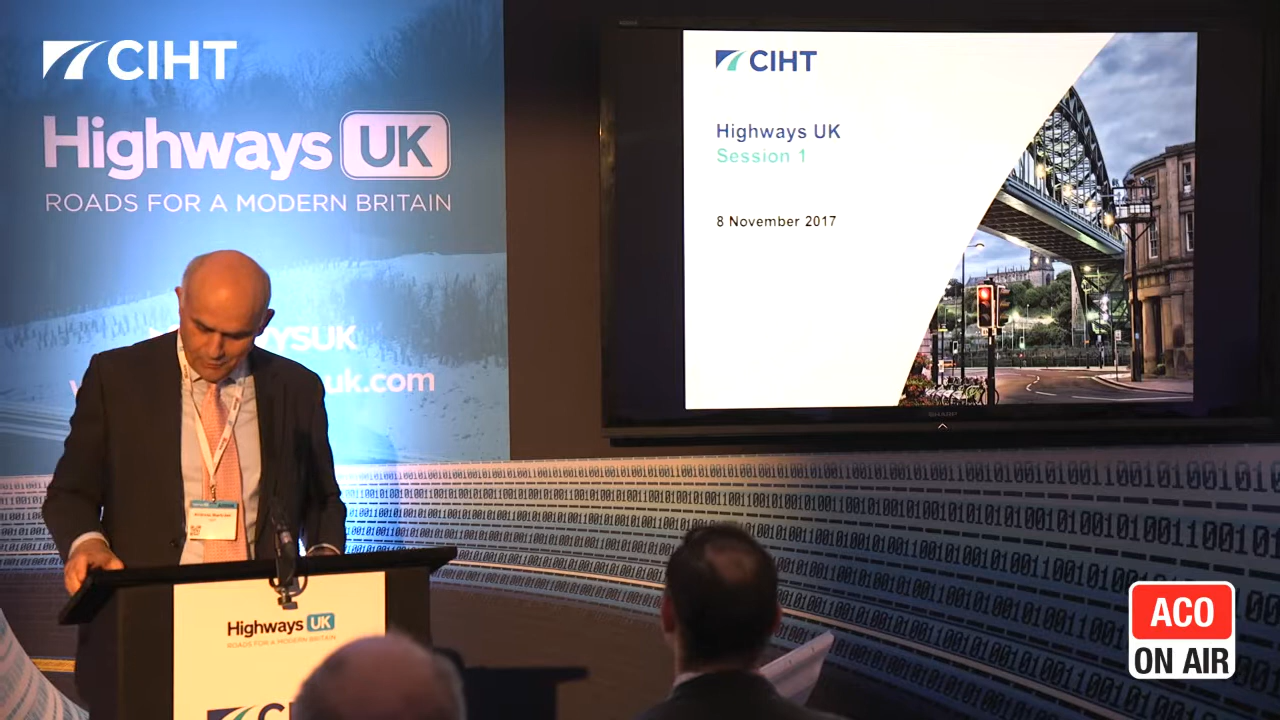 CIHT
Highways UK
ROADS FOR A MODERN BRITAIN
YSUK
uk.com
CIHT
Highways UK
Session 1
8 November 2017
SHARP
Highways UK
ROADS FOR A MODERN BRITAIN
ACO
ON AIR